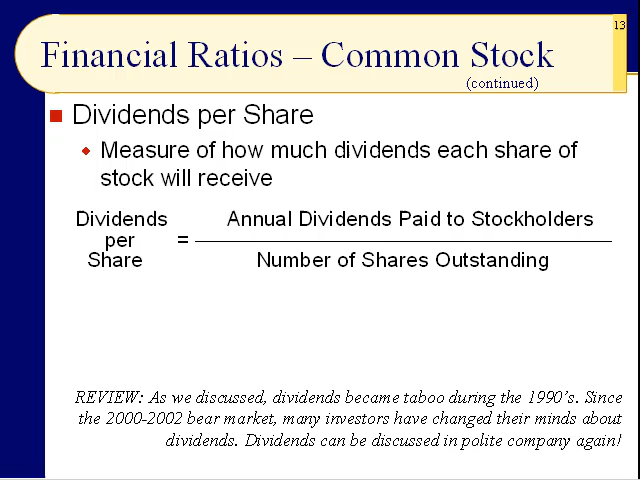 13
Financial Ratios – Common Stock
(continued)
Dividends per Share
Measure of how much dividends each share of
stock will receive
Dividends
per
Share
=
Annual Dividends Paid to Stockholders
Number of Shares Outstanding
REVIEW: As we discussed, dividends became taboo during the 1990’s. Since
the 2000-2002 bear market, many investors have changed their minds about
dividends. Dividends can be discussed in polite company again!